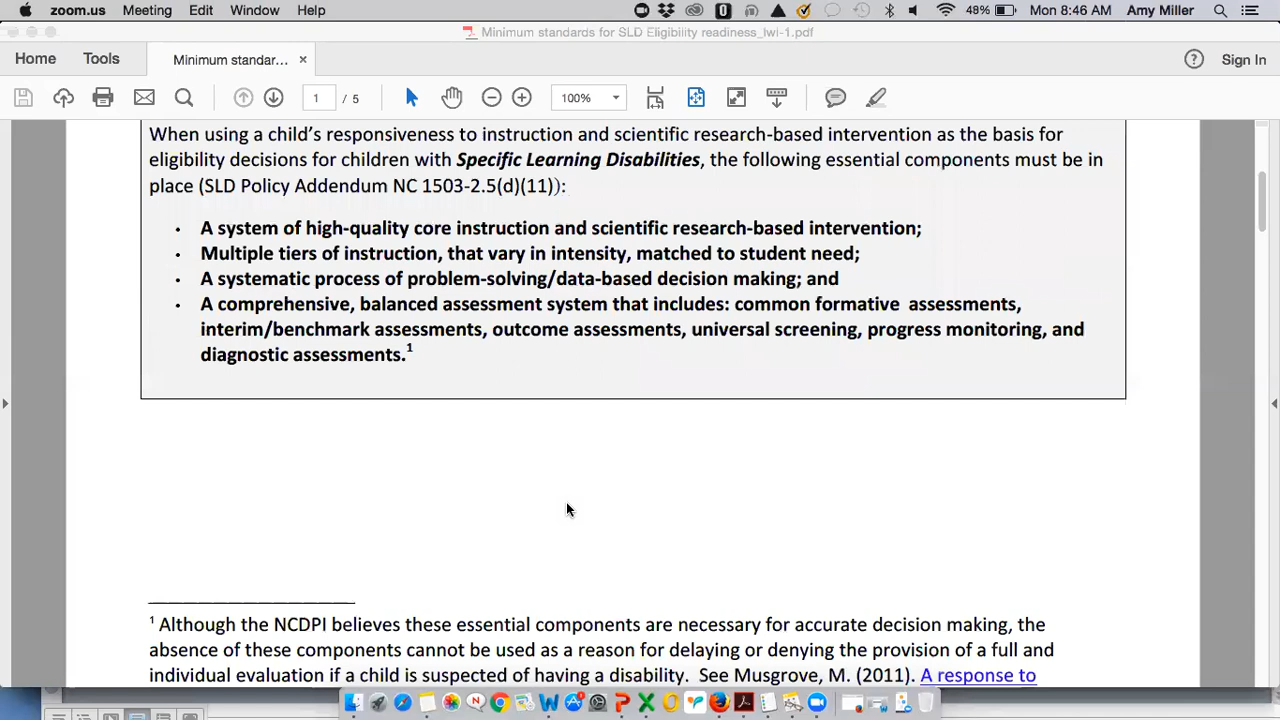 zoom.us Meeting Edit Window Help 48% Mon 8:46 AM Amy Miller
Minimum standards for SLD Eligibility readiness_lwi-1.pdf
Home Tools Minimum standar... × ? Sign In
1 / 5 100%
When using a child's responsiveness to instruction and scientific research-based intervention as the basis for
eligibility decisions for children with Specific Learning Disabilities, the following essential components must be in
place (SLD Policy Addendum NC 1503-2.5(d)(11)):
• A system of high-quality core instruction and scientific research-based intervention;
• Multiple tiers of instruction, that vary in intensity, matched to student need;
• A systematic process of problem-solving/data-based decision making; and
• A comprehensive, balanced assessment system that includes: common formative assessments,
interim/benchmark assessments, outcome assessments, universal screening, progress monitoring, and
diagnostic assessments.1
1 Although the NCDPI believes these essential components are necessary for accurate decision making, the
absence of these components cannot be used as a reason for delaying or denying the provision of a full and
individual evaluation if a child is suspected of having a disability. See Musgrove, M. (2011). A response to